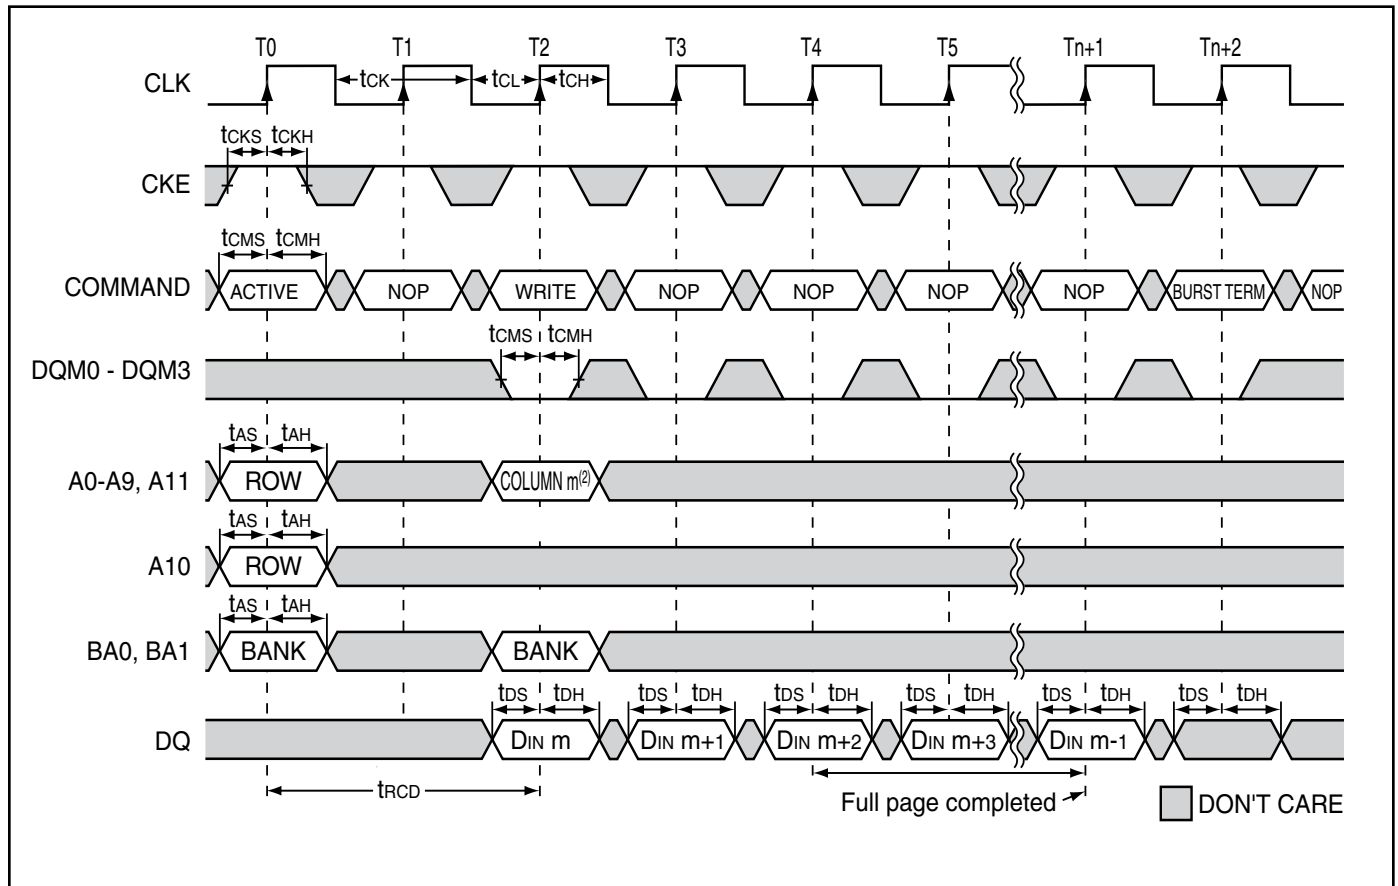 T0 T1 T2 T3 T4 T5 Tn+1 Tn+2
CLK tCK tCL tCH
tCKS tCKH
CKE
tCMS tCMH
COMMAND ACTIVE NOP WRITE NOP NOP NOP NOP BURST TERM NOP
tCMS tCMH
DQM0 - DQM3
tAS tAH
A0-A9, A11 ROW COLUMN m(2)
tAS tAH
A10 ROW
tAS tAH
BA0, BA1 BANK BANK
tDS tDH tDS tDH tDS tDH tDS tDH tDS tDH tDS tDH
DQ DIN m DIN m+1 DIN m+2 DIN m+3 DIN m-1
tRCD
Full page completed
DON'T CARE